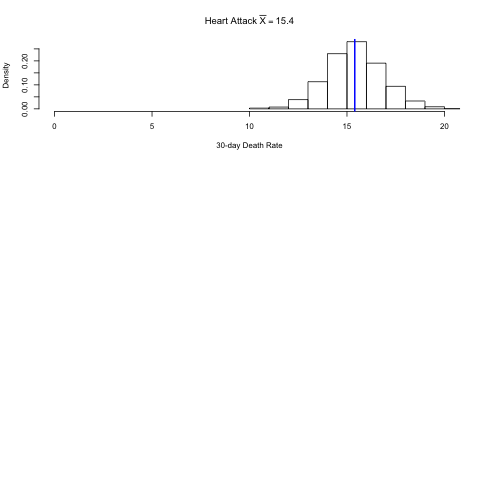 Heart Attack X̅ = 15.4
Density
0.00 0.10 0.20
0 5 10 15 20
30-day Death Rate